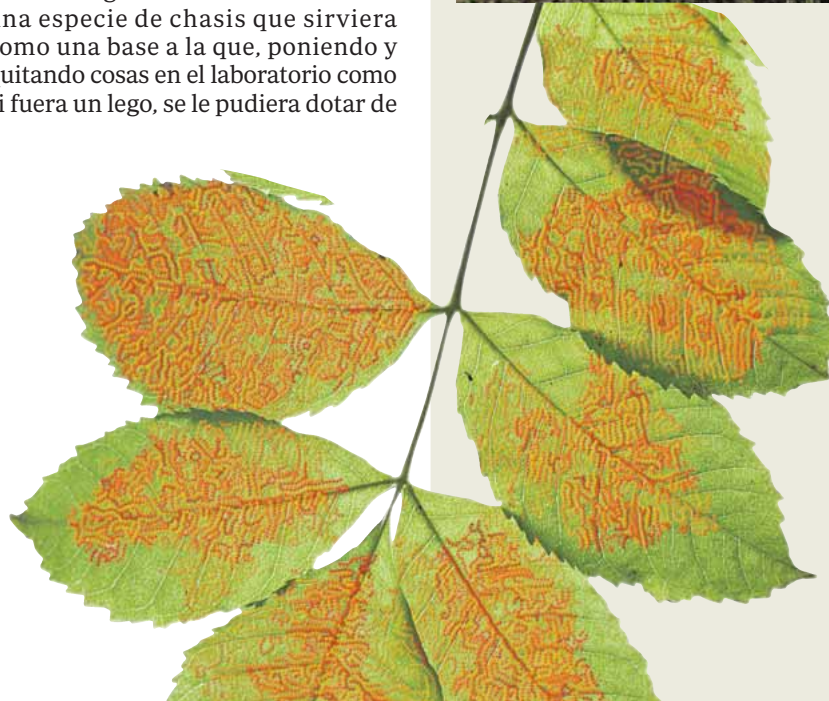 na especie de chasis que sirviera
omo una base a la que, poniendo y
uitando cosas en el laboratorio como
i fuera un lego, se le pudiera dotar de